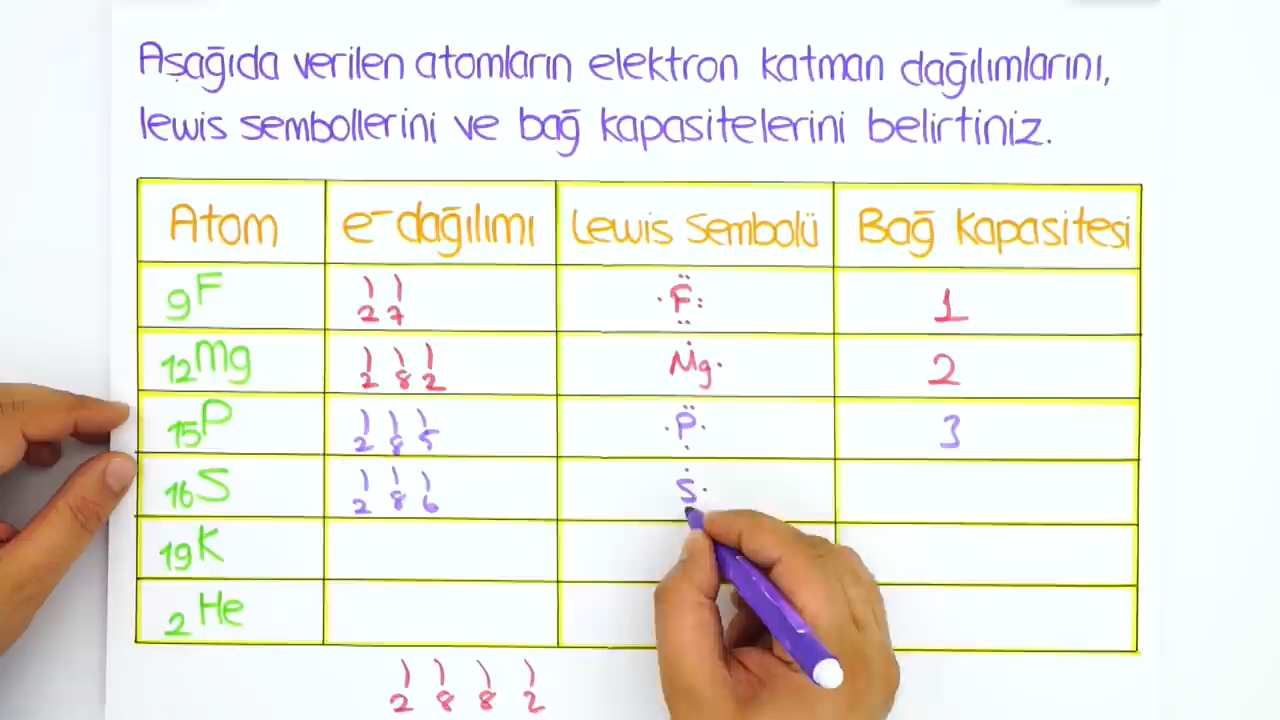 Aşağıda verilen atomların elektron katman dağılımlarını,
lewis sembollerini ve bağ kapasitelerini belirtiniz.
Atom e⁻dağılımı Lewis Sembolü Bağ Kapasitesi
₉F 2 7 F 1
₁₂Mg 2 8 2 Mg 2
₁₅P 2 8 5 P 3
₁₆S 2 8 6 S
₁₉K
₂He
2 8 8 2